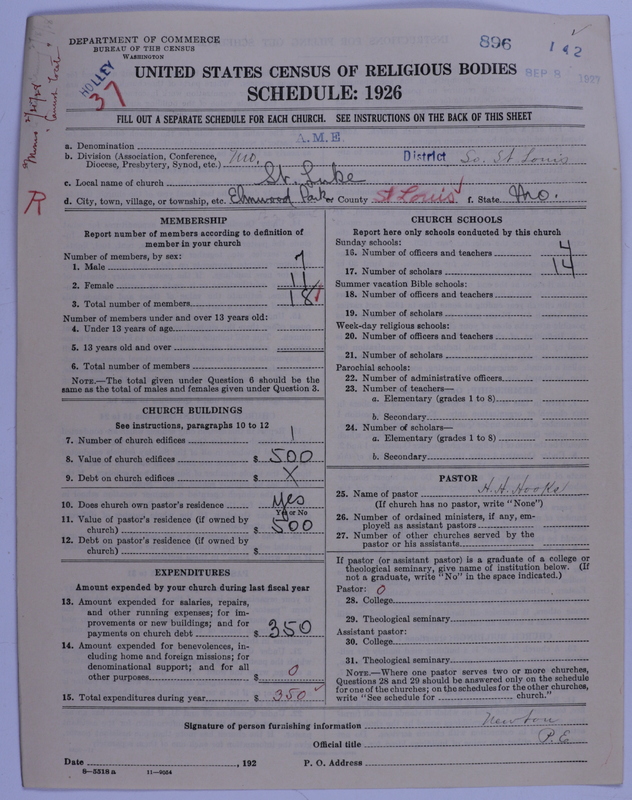 DEPARTMENT OF COMMERCE
BUREAU OF THE CENSUS
WASHINGTON
896
142
HOLLEY
37
SEP 8 1927
UNITED STATES CENSUS OF RELIGIOUS BODIES
SCHEDULE: 1926
FILL OUT A SEPARATE SCHEDULE FOR EACH CHURCH. SEE INSTRUCTIONS ON THE BACK OF THIS SHEET
R
a. Denomination A.M.E.
b. Division (Association, Conference, Diocese, Presbytery, Synod, etc.) Mo. District So. St Louis
c. Local name of church St. Luke
d. City, town, village, or township, etc. Elmwood Park or County St Louis f. State Mo.
MEMBERSHIP
Report number of members according to definition of
member in your church
Number of members, by sex:
1. Male 7
2. Female 11
3. Total number of members 18
Number of members under and over 13 years old:
4. Under 13 years of age
5. 13 years old and over
6. Total number of members
NOTE.—The total given under Question 6 should be the
same as the total of males and females given under Question 3.
CHURCH BUILDINGS
See instructions, paragraphs 10 to 12
7. Number of church edifices 1
8. Value of church edifices $ 500
9. Debt on church edifices $ X
10. Does church own pastor's residence yes
Yes or No
11. Value of pastor's residence (if owned by
church) $ 500
12. Debt on pastor's residence (if owned by
church) $
EXPENDITURES
Amount expended by your church during last fiscal year
13. Amount expended for salaries, repairs,
and other running expenses; for im-
provements or new buildings; and for
payments on church debt $ 350
14. Amount expended for benevolences, in-
cluding home and foreign missions; for
denominational support; and for all
other purposes $ 0
15. Total expenditures during year $ 350
CHURCH SCHOOLS
Report here only schools conducted by this church
Sunday schools:
16. Number of officers and teachers 4
17. Number of scholars 14
Summer vacation Bible schools:
18. Number of officers and teachers
19. Number of scholars
Week-day religious schools:
20. Number of officers and teachers
21. Number of scholars
Parochial schools:
22. Number of administrative officers
23. Number of teachers—
a. Elementary (grades 1 to 8)
b. Secondary
24. Number of scholars—
a. Elementary (grades 1 to 8)
b. Secondary
PASTOR
25. Name of pastor H.H. Hooks
(If church has no pastor, write "None")
26. Number of ordained ministers, if any, em-
ployed as assistant pastors
27. Number of other churches served by the
pastor or his assistants
If pastor (or assistant pastor) is a graduate of a college or
theological seminary, give name of institution below. (If
not a graduate, write "No" in the space indicated.)
Pastor: 0
28. College
29. Theological seminary
Assistant pastor:
30. College
31. Theological seminary
NOTE.—Where one pastor serves two or more churches,
Questions 28 and 29 should be answered only on the schedule
for one of the churches; on the schedules for the other churches,
write "See schedule for church."
Signature of person furnishing information Newton
Official title P.E.
Date , 192 P. O. Address
8—5518a 11—9054